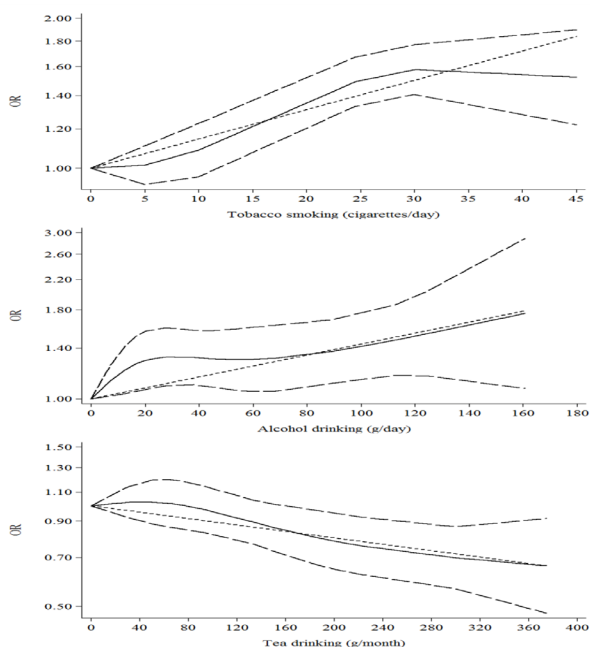 2.00
1.80
1.60
1.40
1.20
1.00
OR
0 5 10 15 20 25 30 35 40 45
Tobacco smoking (cigarettes/day)
3.00
2.60
2.20
1.80
1.40
1.00
OR
0 20 40 60 80 100 120 140 160 180
Alcohol drinking (g/day)
1.50
1.30
1.10
0.90
0.70
0.50
OR
0 40 80 120 160 200 240 280 320 360 400
Tea drinking (g/month)